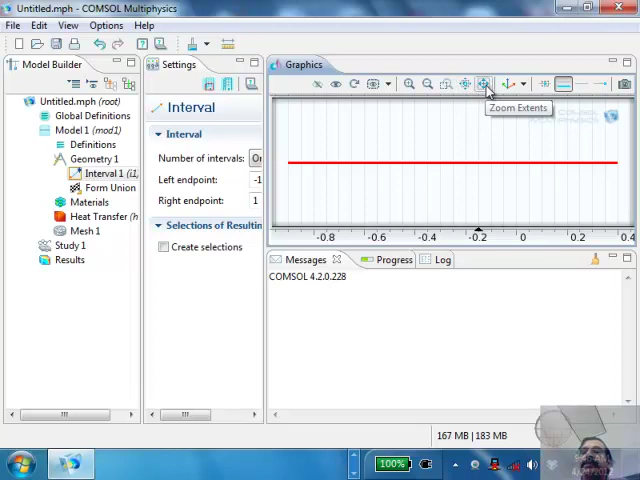 Untitled.mph - COMSOL Multiphysics
File Edit View Options Help
Model Builder
Untitled.mph (root)
Global Definitions
Model 1 (mod1)
Definitions
Geometry 1
Interval 1 (i1
Form Union
Materials
Heat Transfer (h
Mesh 1
Study 1
Results
Settings
Interval
Interval
Number of intervals: On
Left endpoint: -1
Right endpoint: 1
Selections of Resultin
Create selections
Graphics
Zoom Extents
-0.8 -0.6 -0.4 -0.2 0 0.2 0.4
Messages Progress Log
COMSOL 4.2.0.228
167 MB | 183 MB
100%